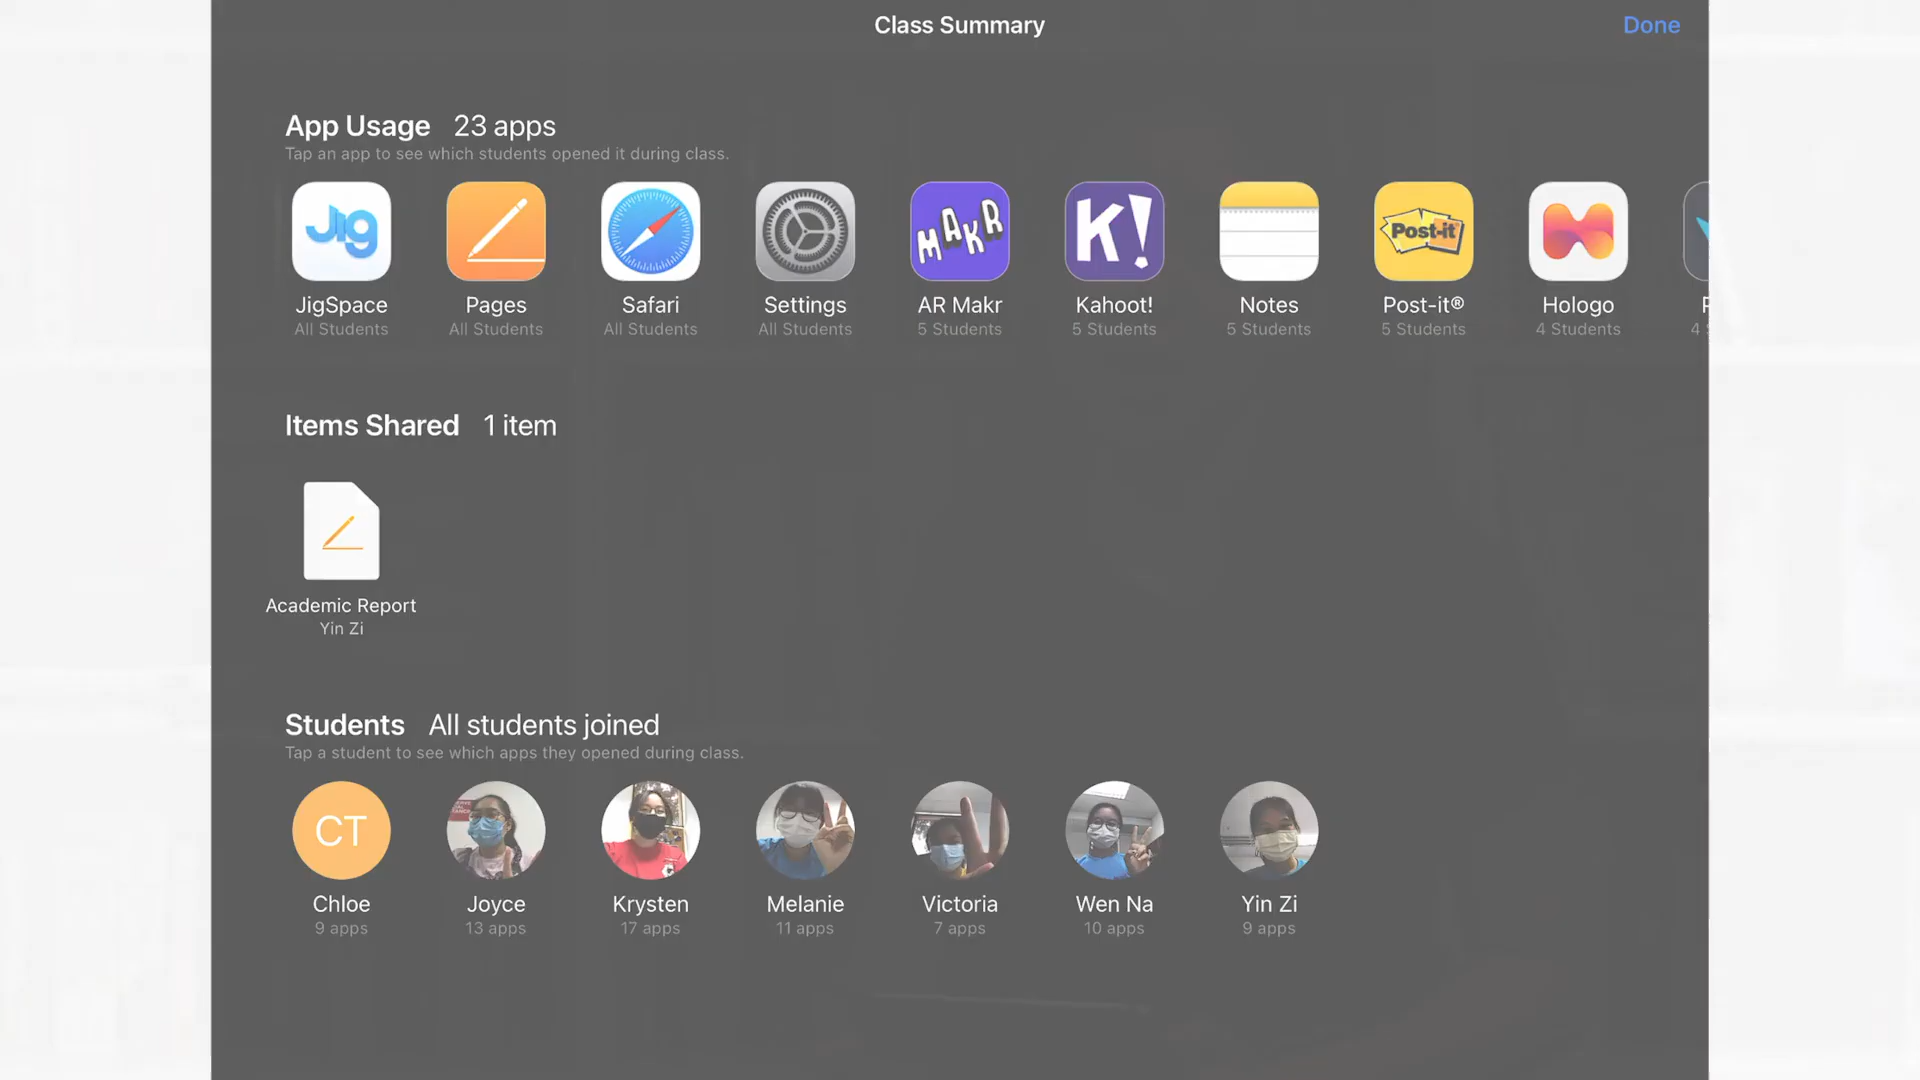 Class Summary
Done
App Usage 23 apps
Tap an app to see which students opened it during class.
Jig
MAKR
K!
Post-it
JigSpace
Pages
Safari
Settings
AR Makr
Kahoot!
Notes
Post-it®
Hologo
All Students
All Students
All Students
All Students
5 Students
5 Students
5 Students
5 Students
4 Students
4
Items Shared 1 item
Academic Report
Yin Zi
Students All students joined
Tap a student to see which apps they opened during class.
CT
Chloe
Joyce
Krysten
Melanie
Victoria
Wen Na
Yin Zi
9 apps
13 apps
17 apps
11 apps
7 apps
10 apps
9 apps